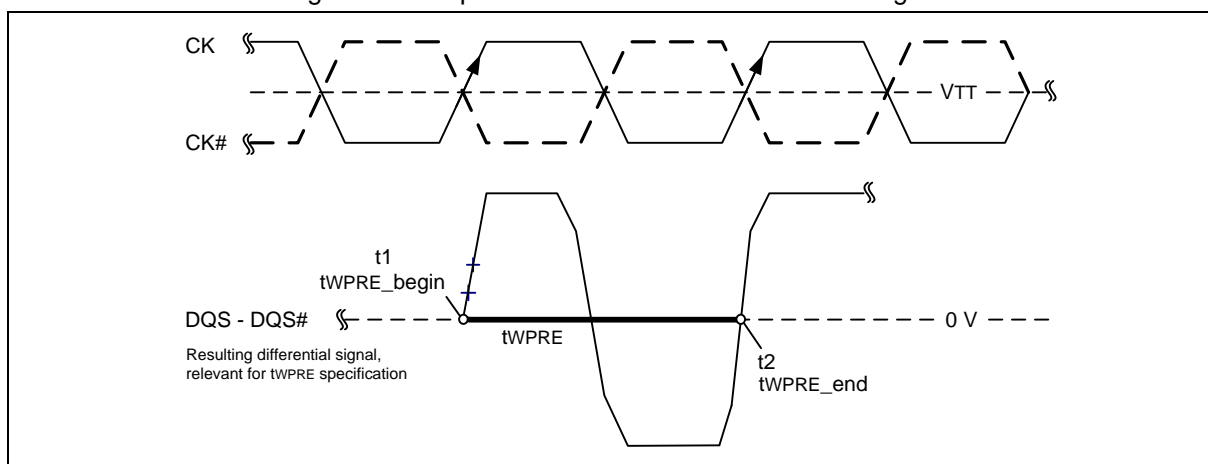 CK
VTT
CK#
t1
tWPRE_begin
DQS - DQS#
tWPRE
0 V
Resulting differential signal,
relevant for tWPRE specification
t2
tWPRE_end